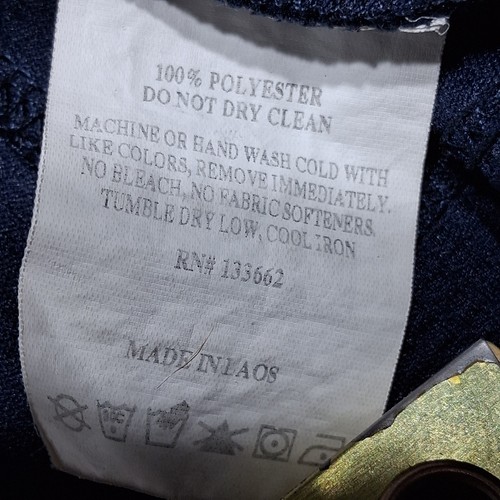 100% POLYESTER
DO NOT DRY CLEAN
MACHINE OR HAND WASH COLD WITH
LIKE COLORS, REMOVE IMMEDIATELY.
NO BLEACH, NO FABRIC SOFTENERS.
TUMBLE DRY LOW, COOL IRON
RN# 133662
MADE IN LAOS